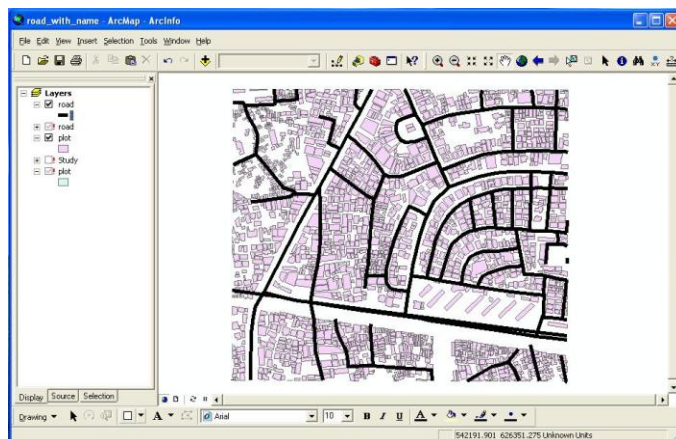 road_with_name - ArcMap - ArcInfo
File Edit View Insert Selection Tools Window Help
Layers
road
road
plot
Study
plot
Display Source Selection
Drawing Arial 10 B I U A
542191.901 626351.275 Unknown Units